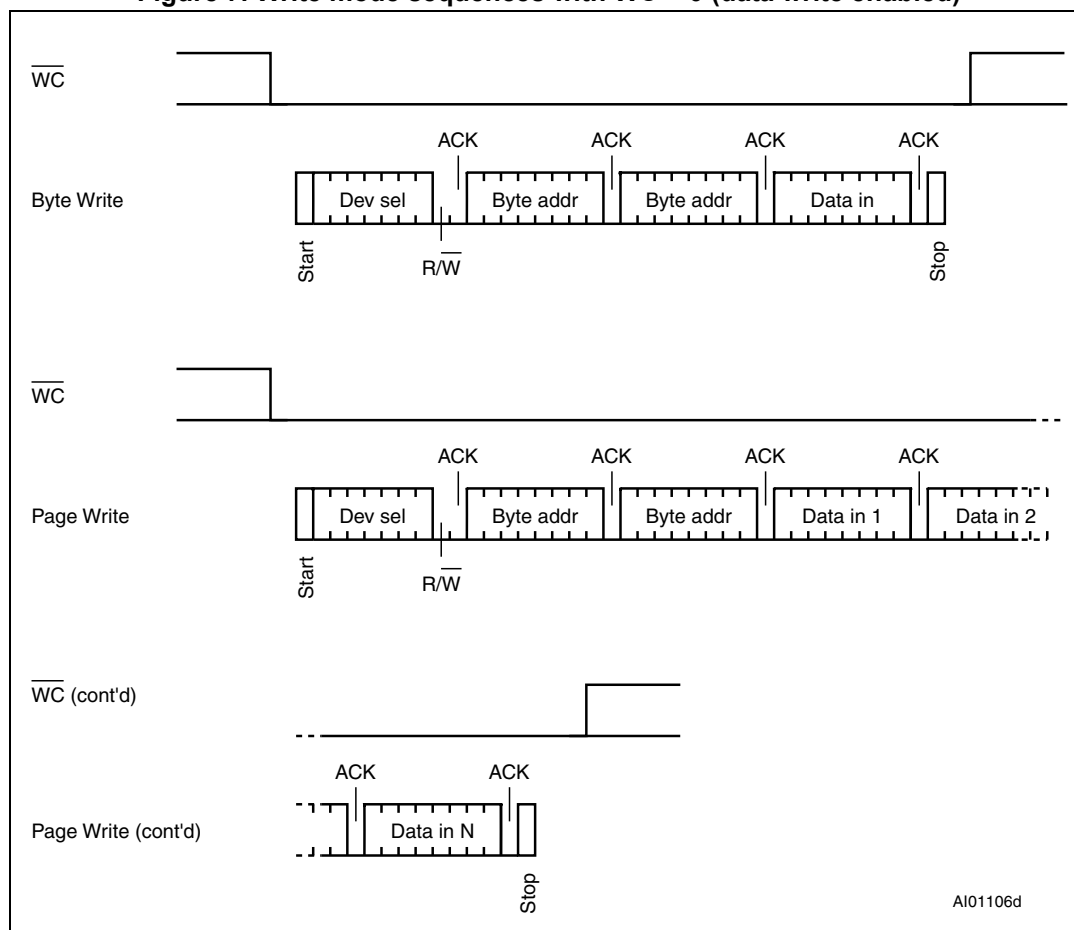 WC
ACK ACK ACK ACK
Byte Write
Dev sel Byte addr Byte addr Data in
Start R/W Stop
WC
ACK ACK ACK ACK
Page Write
Dev sel Byte addr Byte addr Data in 1 Data in 2
Start R/W
WC (cont'd)
ACK ACK
Page Write (cont'd)
Data in N
Stop
AI01106d